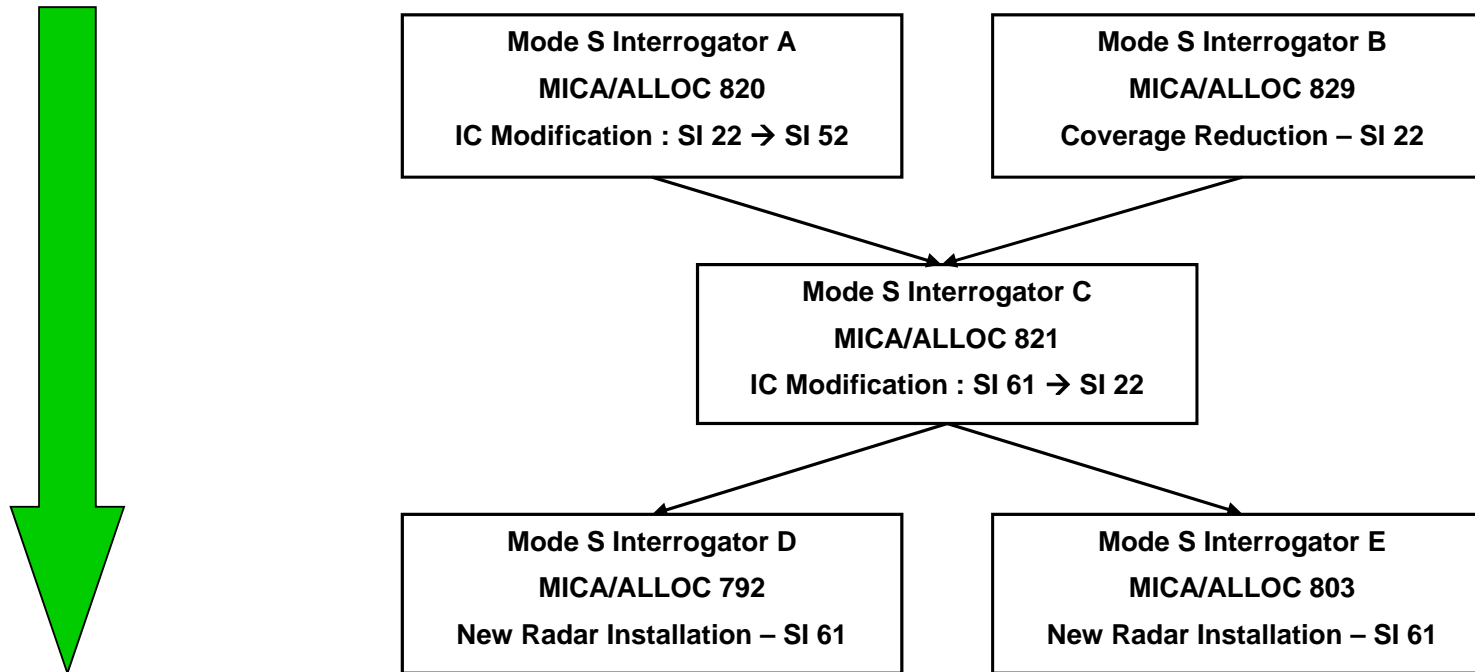 Mode S Interrogator A
MICA/ALLOC 820
IC Modification : SI 22 → SI 52
Mode S Interrogator B
MICA/ALLOC 829
Coverage Reduction – SI 22
Mode S Interrogator C
MICA/ALLOC 821
IC Modification : SI 61 → SI 22
Mode S Interrogator D
MICA/ALLOC 792
New Radar Installation – SI 61
Mode S Interrogator E
MICA/ALLOC 803
New Radar Installation – SI 61